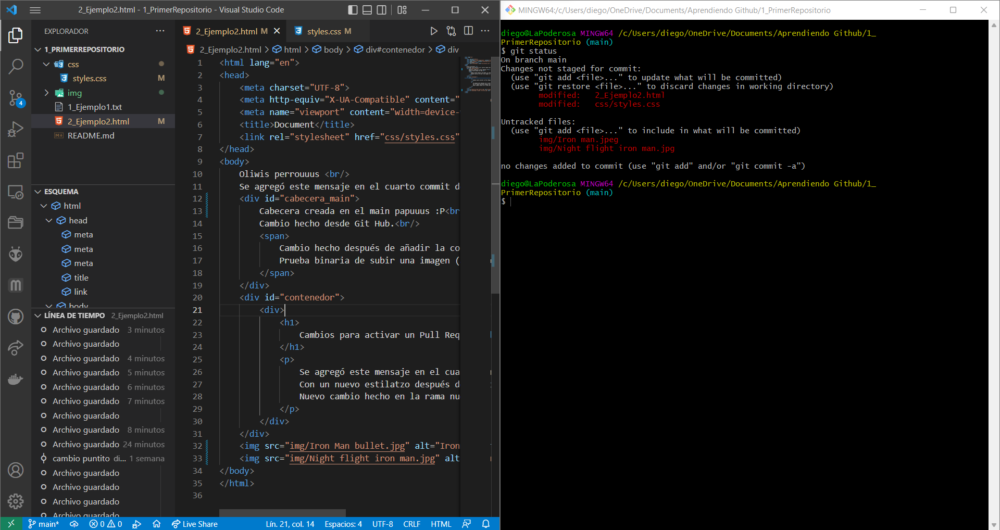 2_Ejemplo2.html - 1_PrimerRepositorio - Visual Studio Code
EXPLORADOR
1_PRIMERREPOSITORIO
css
styles.css M
img
1_Ejemplo1.txt
2_Ejemplo2.html M
README.md
ESQUEMA
html
head
meta
meta
meta
title
link
body
LÍNEA DE TIEMPO 2_Ejemplo2.html
Archivo guardado 3 minutos
Archivo guardado
Archivo guardado 4 minutos
Archivo guardado 5 minutos
Archivo guardado 6 minutos
Archivo guardado 7 minutos
Archivo guardado
Archivo guardado 8 minutos
Archivo guardado 24 minutos
cambio puntito di... 1 semana
Archivo guardado
Archivo guardado
Archivo guardado
Archivo guardado
4
2_Ejemplo2.html M
styles.css M
2_Ejemplo2.html > html > body > div#contenedor > div
1 <html lang="en">
2 <head>
3 <meta charset="UTF-8">
4 <meta http-equiv="X-UA-Compatible" content="
5 <meta name="viewport" content="width=device-
6 <title>Document</title>
7 <link rel="stylesheet" href="css/styles.css"
8 </head>
9 <body>
10 Oliwis perrouuus <br/>
11 Se agregó este mensaje en el cuarto commit d
12 <div id="cabecera_main">
13 Cabecera creada en el main papuuus :P<br
14 Cambio hecho desde Git Hub.<br/>
15 <span>
16 Cambio hecho después de añadir la co
17 Prueba binaria de subir una imagen (
18 </span>
19 </div>
20 <div id="contenedor">
21 <div>
22 <h1>
23 Cambios para activar un Pull Req
24 </h1>
25 <p>
26 Se agregó este mensaje en el cua
27 Con un nuevo estilatzo después d
28 Nuevo cambio hecho en la rama nu
29 </p>
30 </div>
31 </div>
32 <img src="img/Iron Man bullet.jpg" alt="Iron
33 <img src="img/Night flight iron man.jpg" alt
34 </body>
35 </html>
36
main* 0 0 Live Share Lín. 21, col. 14 Espacios: 4 UTF-8 CRLF HTML
MINGW64:/c/Users/diego/OneDrive/Documents/Aprendiendo Github/1_PrimerRepositorio
diego@LaPoderosa MINGW64 /c/Users/diego/OneDrive/Documents/Aprendiendo Github/1_
PrimerRepositorio (main)
$ git status
On branch main
Changes not staged for commit:
(use "git add <file>..." to update what will be committed)
(use "git restore <file>..." to discard changes in working directory)
modified: 2_Ejemplo2.html
modified: css/styles.css
Untracked files:
(use "git add <file>..." to include in what will be committed)
img/Iron man.jpeg
img/Night flight iron man.jpg
no changes added to commit (use "git add" and/or "git commit -a")
diego@LaPoderosa MINGW64 /c/Users/diego/OneDrive/Documents/Aprendiendo Github/1_
PrimerRepositorio (main)
$